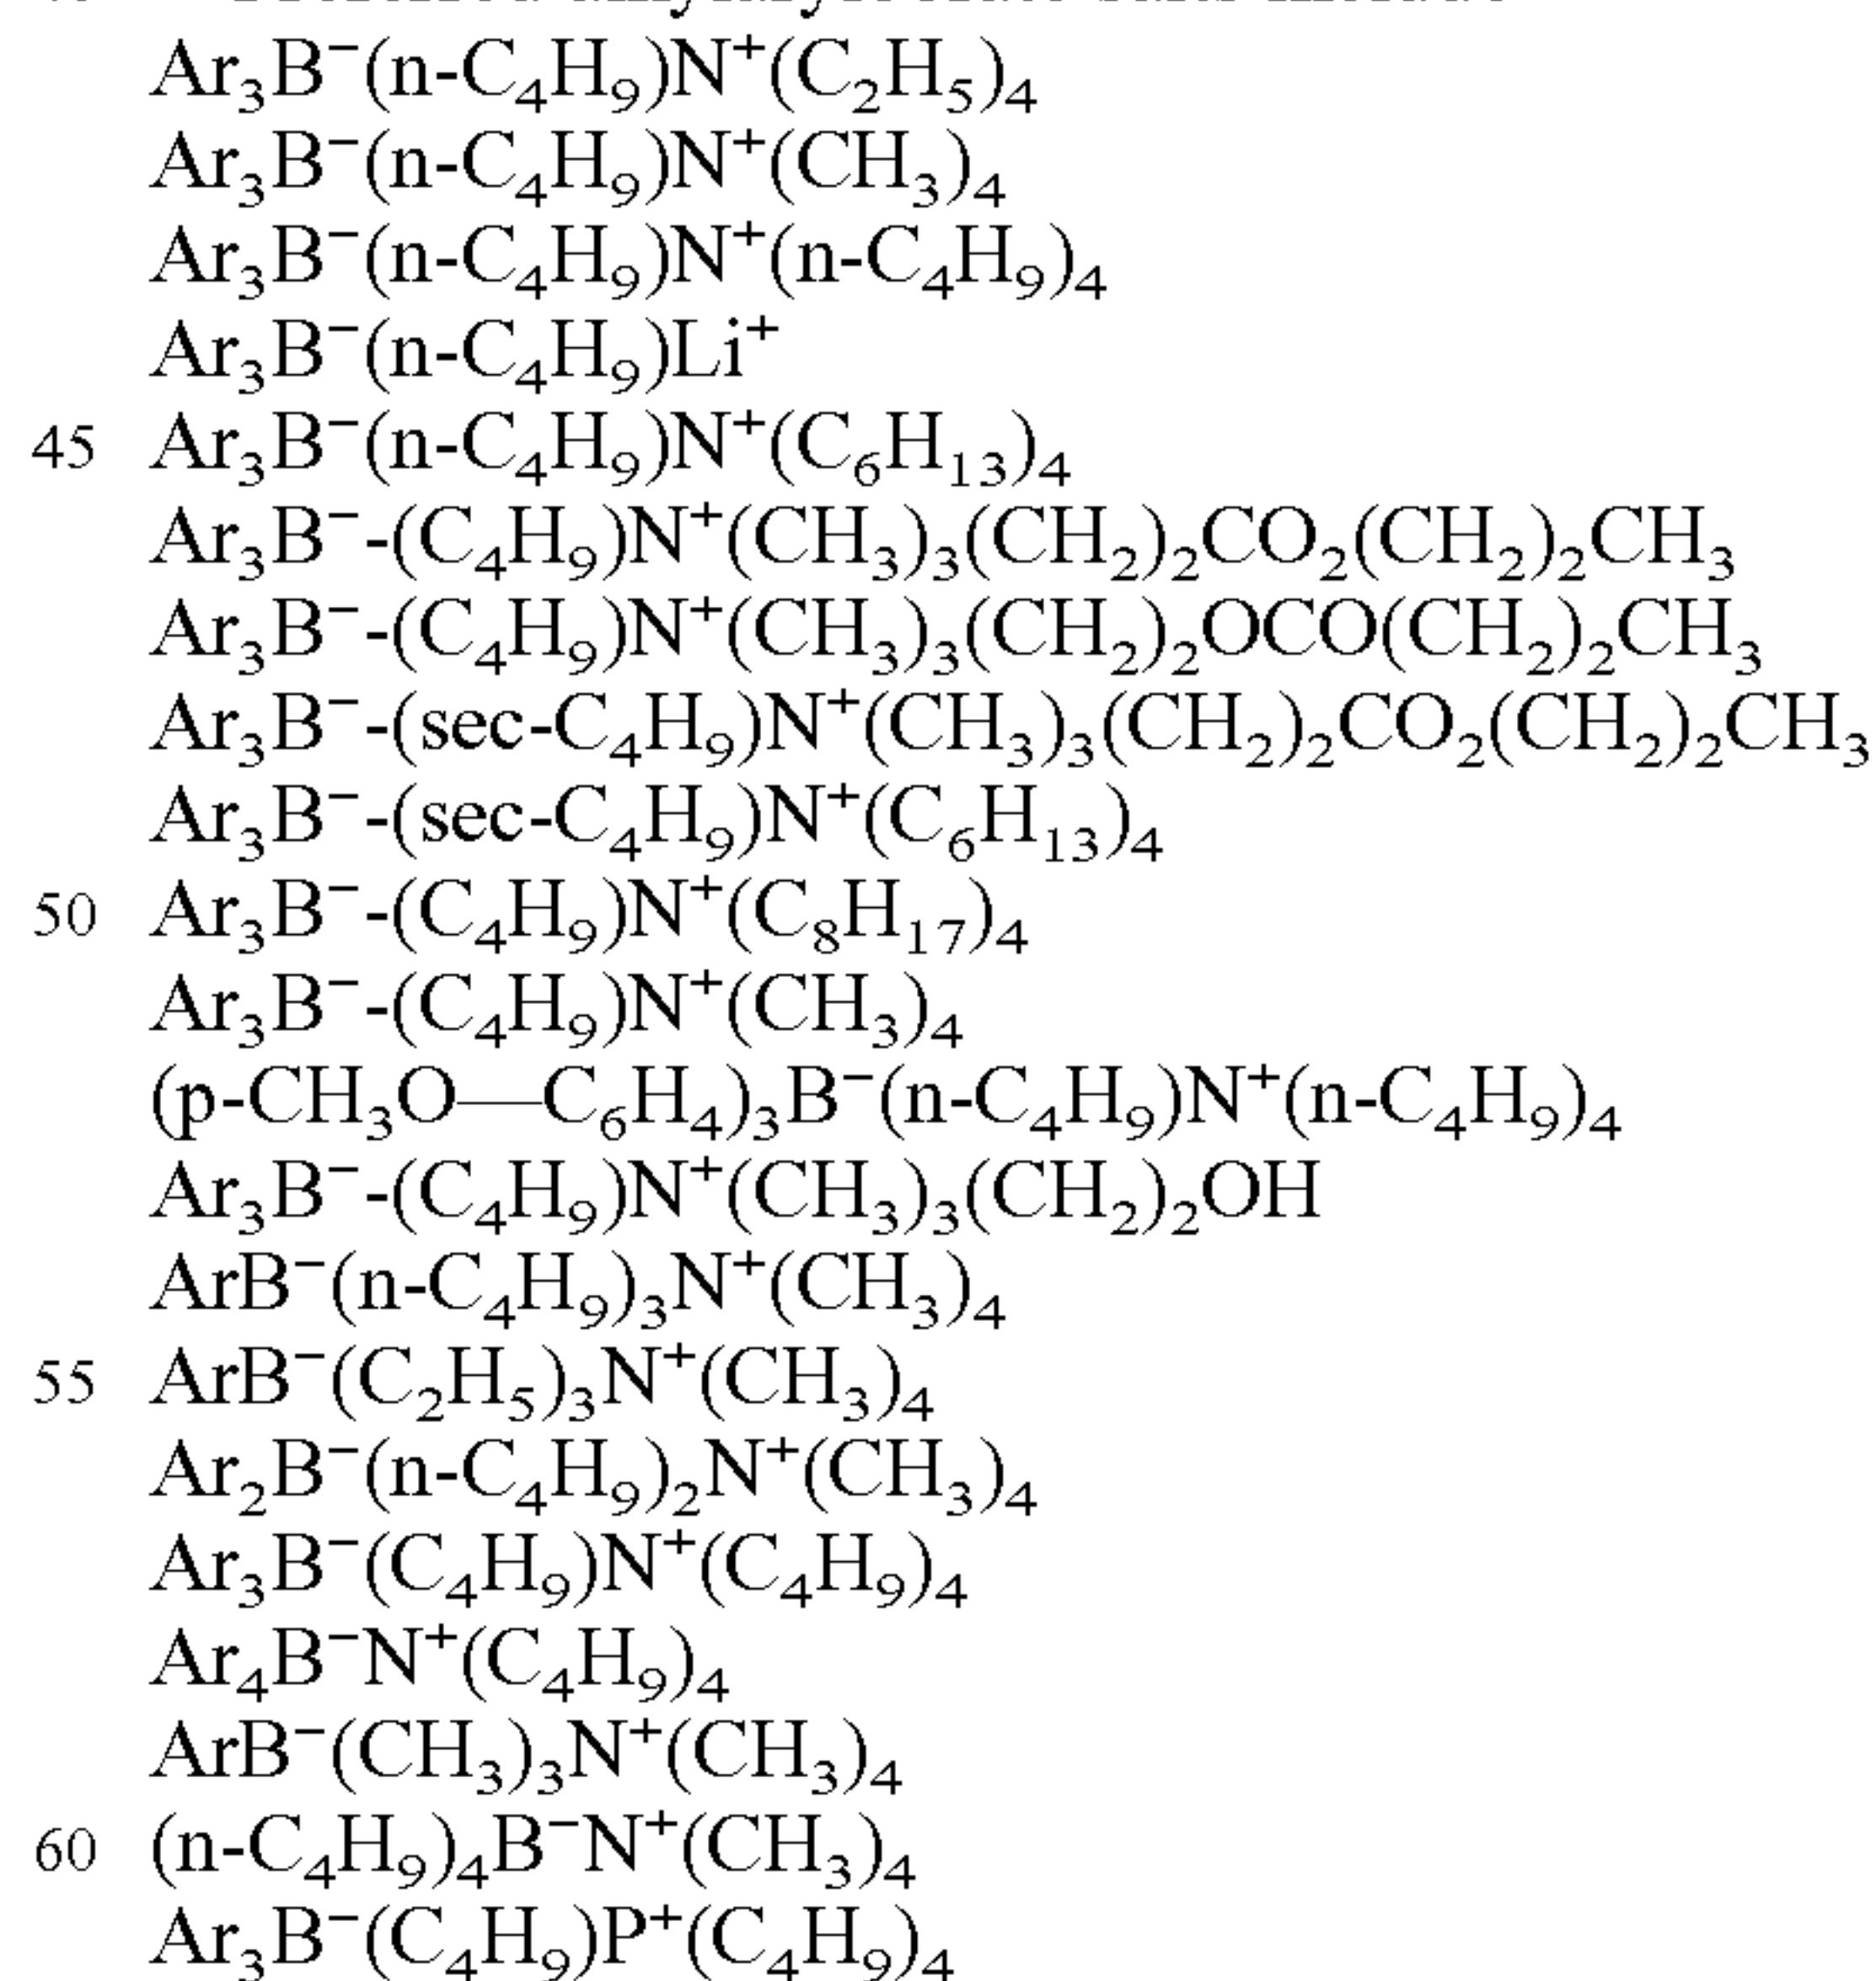 Ar₃B⁻(n-C₄H₉)N⁺(C₂H₅)₄
Ar₃B⁻(n-C₄H₉)N⁺(CH₃)₄
Ar₃B⁻(n-C₄H₉)N⁺(n-C₄H₉)₄
Ar₃B⁻(n-C₄H₉)Li⁺
45 Ar₃B⁻(n-C₄H₉)N⁺(C₆H₁₃)₄
Ar₃B⁻-(C₄H₉)N⁺(CH₃)₃(CH₂)₂CO₂(CH₂)₂CH₃
Ar₃B⁻-(C₄H₉)N⁺(CH₃)₃(CH₂)₂OCO(CH₂)₂CH₃
Ar₃B⁻-(sec-C₄H₉)N⁺(CH₃)₃(CH₂)₂CO₂(CH₂)₂CH₃
Ar₃B⁻-(sec-C₄H₉)N⁺(C₆H₁₃)₄
50 Ar₃B⁻-(C₄H₉)N⁺(C₈H₁₇)₄
Ar₃B⁻-(C₄H₉)N⁺(CH₃)₄
(p-CH₃O—C₆H₄)₃B⁻(n-C₄H₉)N⁺(n-C₄H₉)₄
Ar₃B⁻-(C₄H₉)N⁺(CH₃)₃(CH₂)₂OH
ArB⁻(n-C₄H₉)₃N⁺(CH₃)₄
55 ArB⁻(C₂H₅)₃N⁺(CH₃)₄
Ar₂B⁻(n-C₄H₉)₂N⁺(CH₃)₄
Ar₃B⁻(C₄H₉)N⁺(C₄H₉)₄
Ar₄B⁻N⁺(C₄H₉)₄
ArB⁻(CH₃)₃N⁺(CH₃)₄
60 (n-C₄H₉)₄B⁻N⁺(CH₃)₄
Ar₃B⁻(C₄H₉)P⁺(C₄H₉)₄